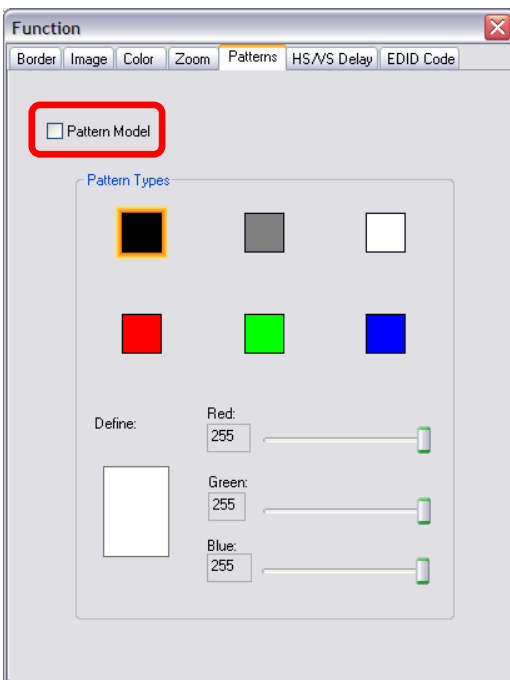 Function
Border Image Color Zoom Patterns HS/VS Delay EDID Code
Pattern Model
Pattern Types
Define:
Red:
255
Green:
255
Blue:
255